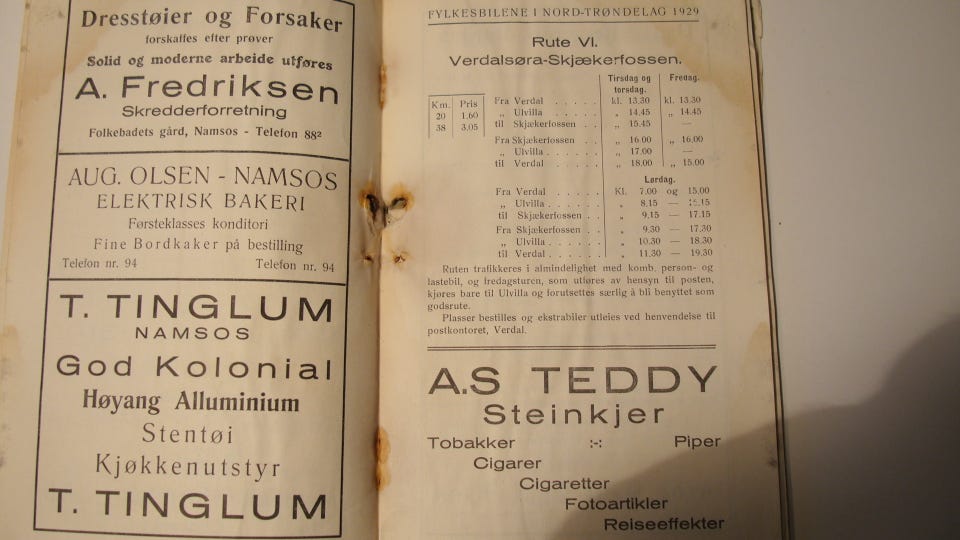 Dresstøier og Forsaker
forskaffes efter prøver
Solid og moderne arbeide utføres
A. Fredriksen
Skredderforretning
Folkebadets gård, Namsos - Telefon 88²
AUG. OLSEN - NAMSOS
ELEKTRISK BAKERI
Førsteklasses konditori
Fine Bordkaker på bestilling
Telefon nr. 94 Telefon nr. 94
T. TINGLUM
NAMSOS
God Kolonial
Høyang Alluminium
Stentøi
Kjøkkenutstyr
T. TINGLUM
FYLKESBILENE I NORD-TRØNDELAG 1929
Rute VI.
Verdalsøra-Skjækerfossen.
Tirsdag og torsdag. Fredag.
Km. Pris
20 1.60
38 3.05
Fra Verdal . . . . . kl. 13.30 kl. 13.30
„ Ulvilla . . . . . „ 14.45 „ 14.45
til Skjækerfossen . . „ 15.45 —
Fra Skjækerfossen . . „ 16.00 „ 16.00
„ Ulvilla . . . . . . „ 17.00 —
til Verdal . . . . . . „ 18.00 „ 15.00
Lørdag.
Fra Verdal . . . . . Kl. 7.00 og 15.00
„ Ulvilla . . . . . „ 8.15 — 16.15
til Skjækerfossen . . „ 9.15 — 17.15
Fra Skjækerfossen . . „ 9.30 — 17.30
„ Ulvilla . . . . . . „ 10.30 — 18.30
til Verdal . . . . . . „ 11.30 — 19.30
Ruten trafikkeres i almindelighet med komb. person- og
lastebil, og fredagsturen, som utføres av hensyn til posten,
kjøres bare til Ulvilla og forutsettes særlig å bli benyttet som
godsrute.
Plasser bestilles og ekstrabiler utleies ved henvendelse til
postkontoret, Verdal.
A.S TEDDY
Steinkjer
Tobakker :-: Piper
Cigarer
Cigaretter
Fotoartikler
Reiseeffekter